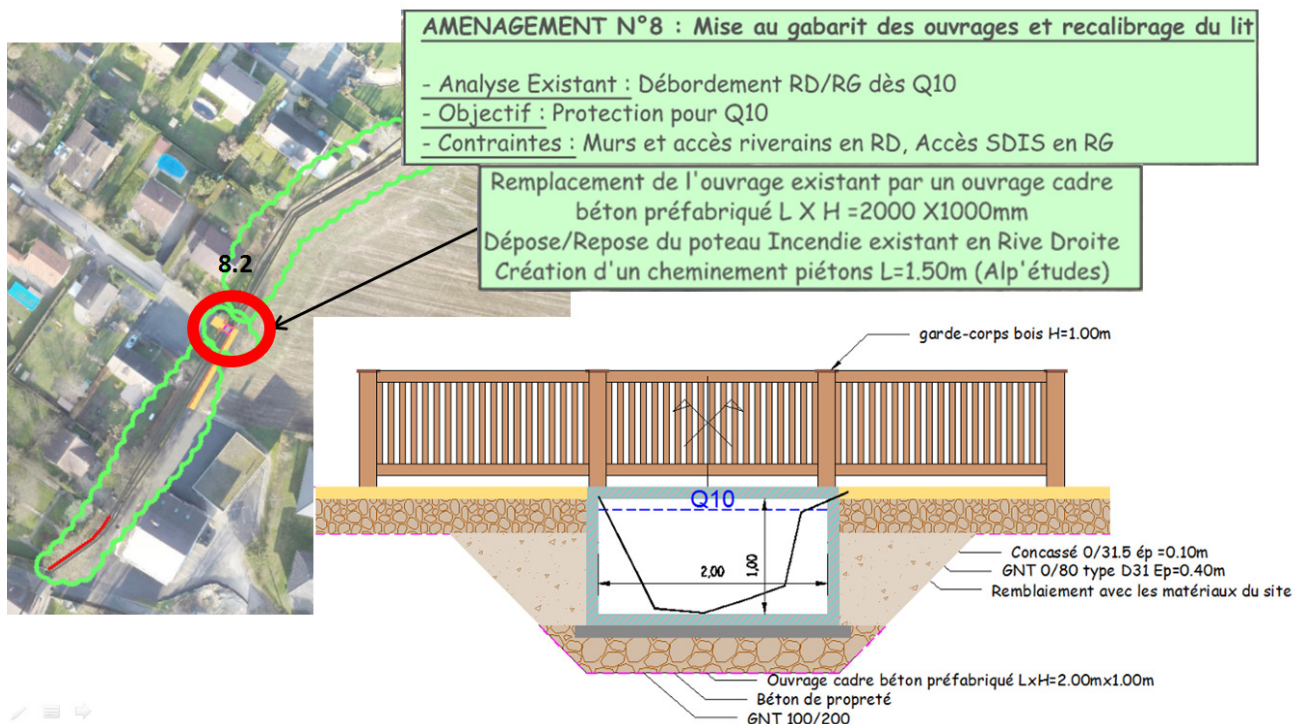 AMENAGEMENT N°8 : Mise au gabarit des ouvrages et recalibrage du lit
- Analyse Existant : Débordement RD/RG dès Q10
- Objectif : Protection pour Q10
- Contraintes : Murs et accès riverains en RD, Accès SDIS en RG
Remplacement de l'ouvrage existant par un ouvrage cadre
béton préfabriqué L X H =2000 X1000mm
Dépose/Repose du poteau Incendie existant en Rive Droite
Création d'un cheminement piétons L=1.50m (Alp'études)
8.2
garde-corps bois H=1.00m
Q10
2,00
1,00
Concassé 0/31.5 ép =0.10m
GNT 0/80 type D31 Ep=0.40m
Remblaiement avec les matériaux du site
Ouvrage cadre béton préfabriqué LxH=2.00mx1.00m
Béton de propreté
GNT 100/200